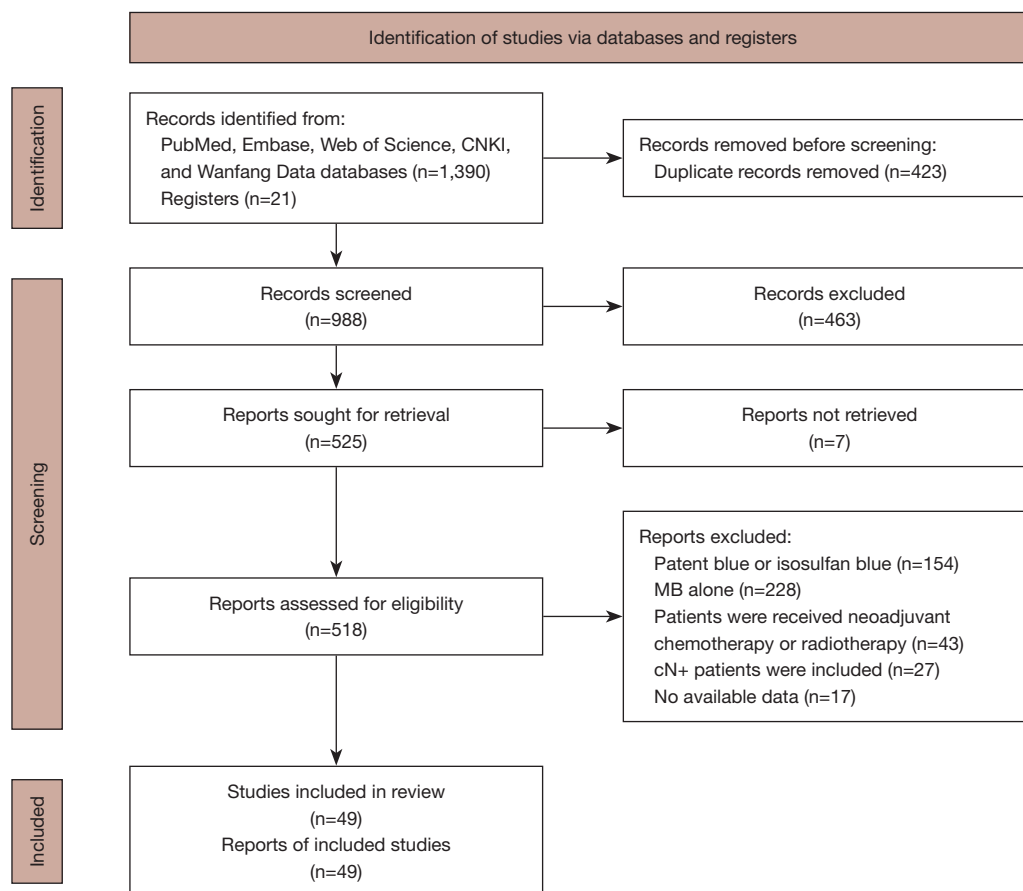 Identification of studies via databases and registers
Identification
Records identified from:
PubMed, Embase, Web of Science, CNKI,
and Wanfang Data databases (n=1,390)
Registers (n=21)
Records removed before screening:
Duplicate records removed (n=423)
Screening
Records screened
(n=988)
Records excluded
(n=463)
Reports sought for retrieval
(n=525)
Reports not retrieved
(n=7)
Reports assessed for eligibility
(n=518)
Reports excluded:
Patent blue or isosulfan blue (n=154)
MB alone (n=228)
Patients were received neoadjuvant
chemotherapy or radiotherapy (n=43)
cN+ patients were included (n=27)
No available data (n=17)
Included
Studies included in review
(n=49)
Reports of included studies
(n=49)